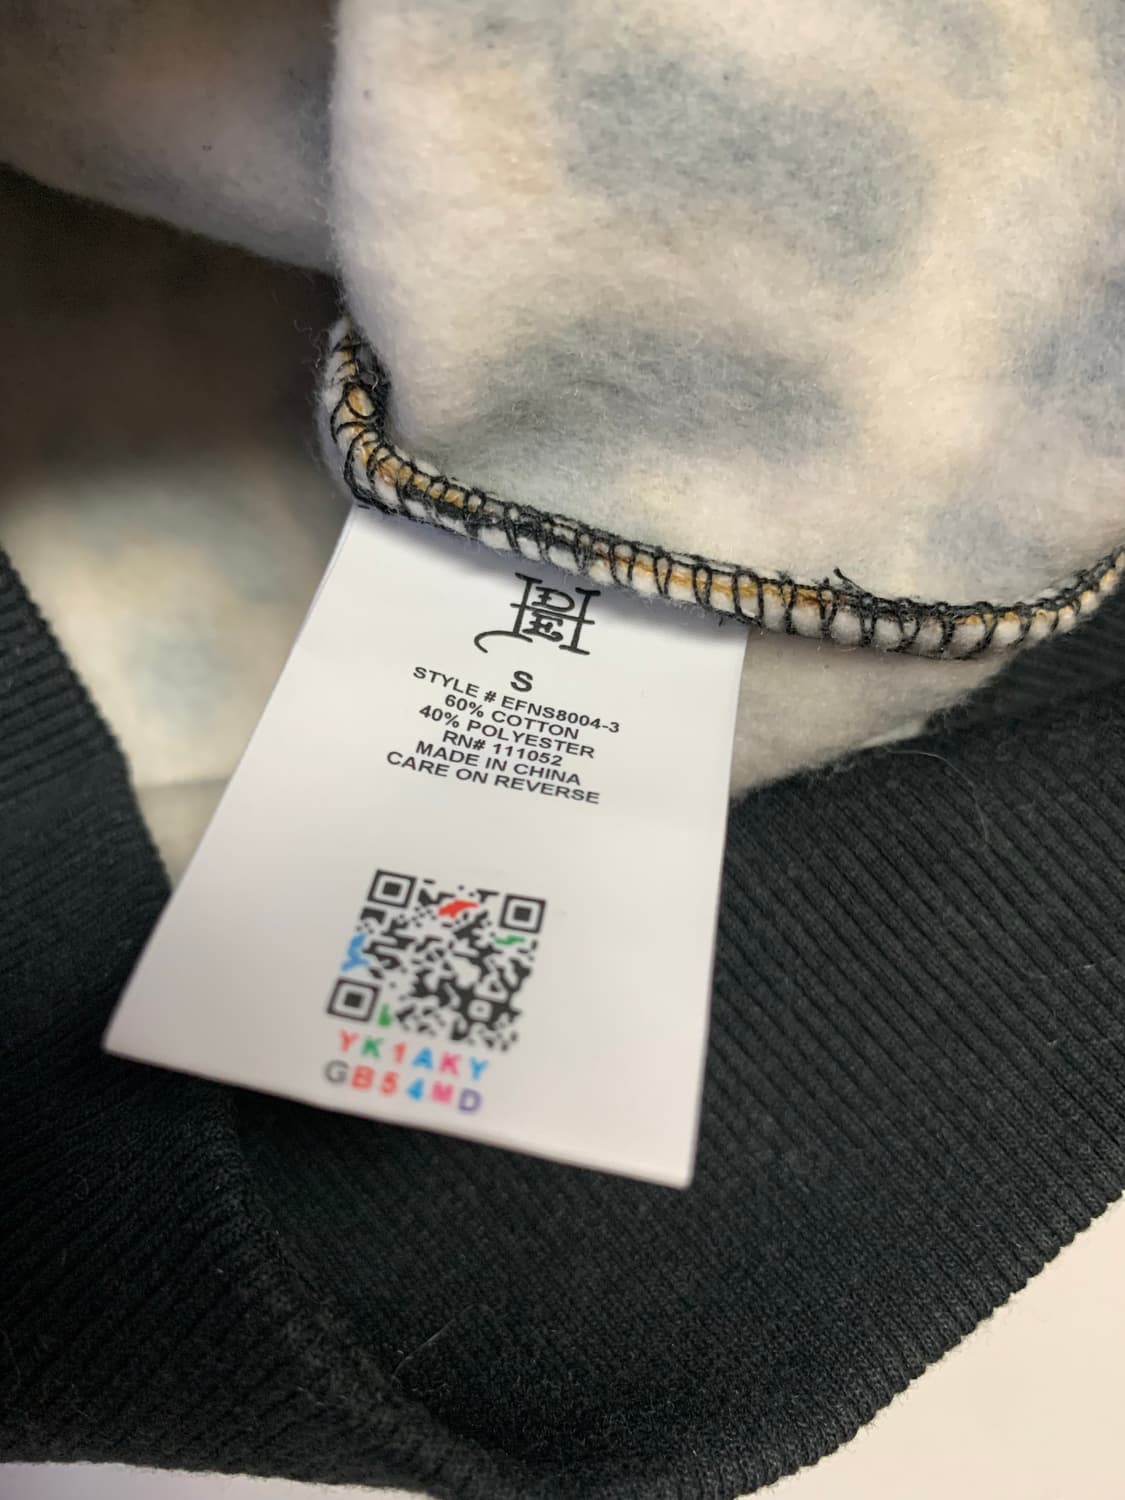 S
STYLE # EFNS8004-3
60% COTTON
40% POLYESTER
RN# 111052
MADE IN CHINA
CARE ON REVERSE
YK1AKY
GB54MD